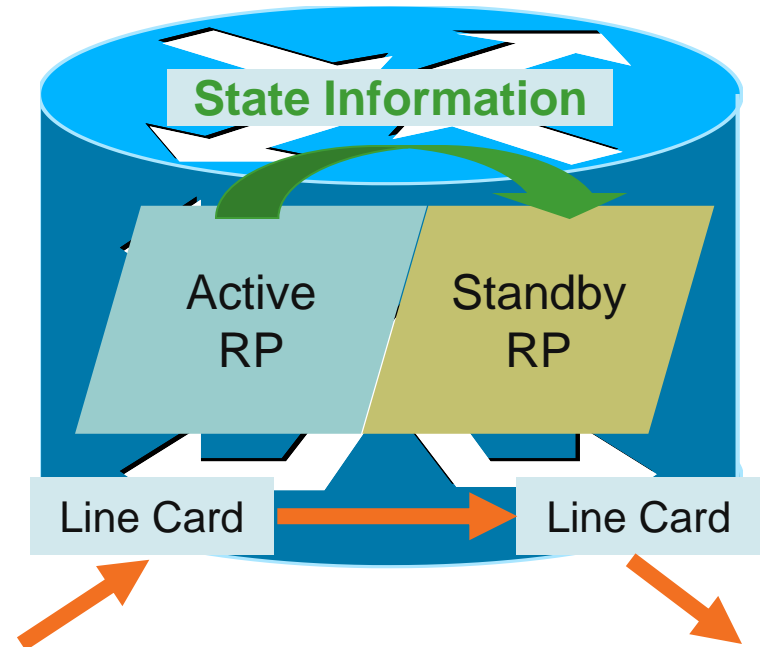 State Information
Active
RP
Standby
RP
Line Card
Line Card